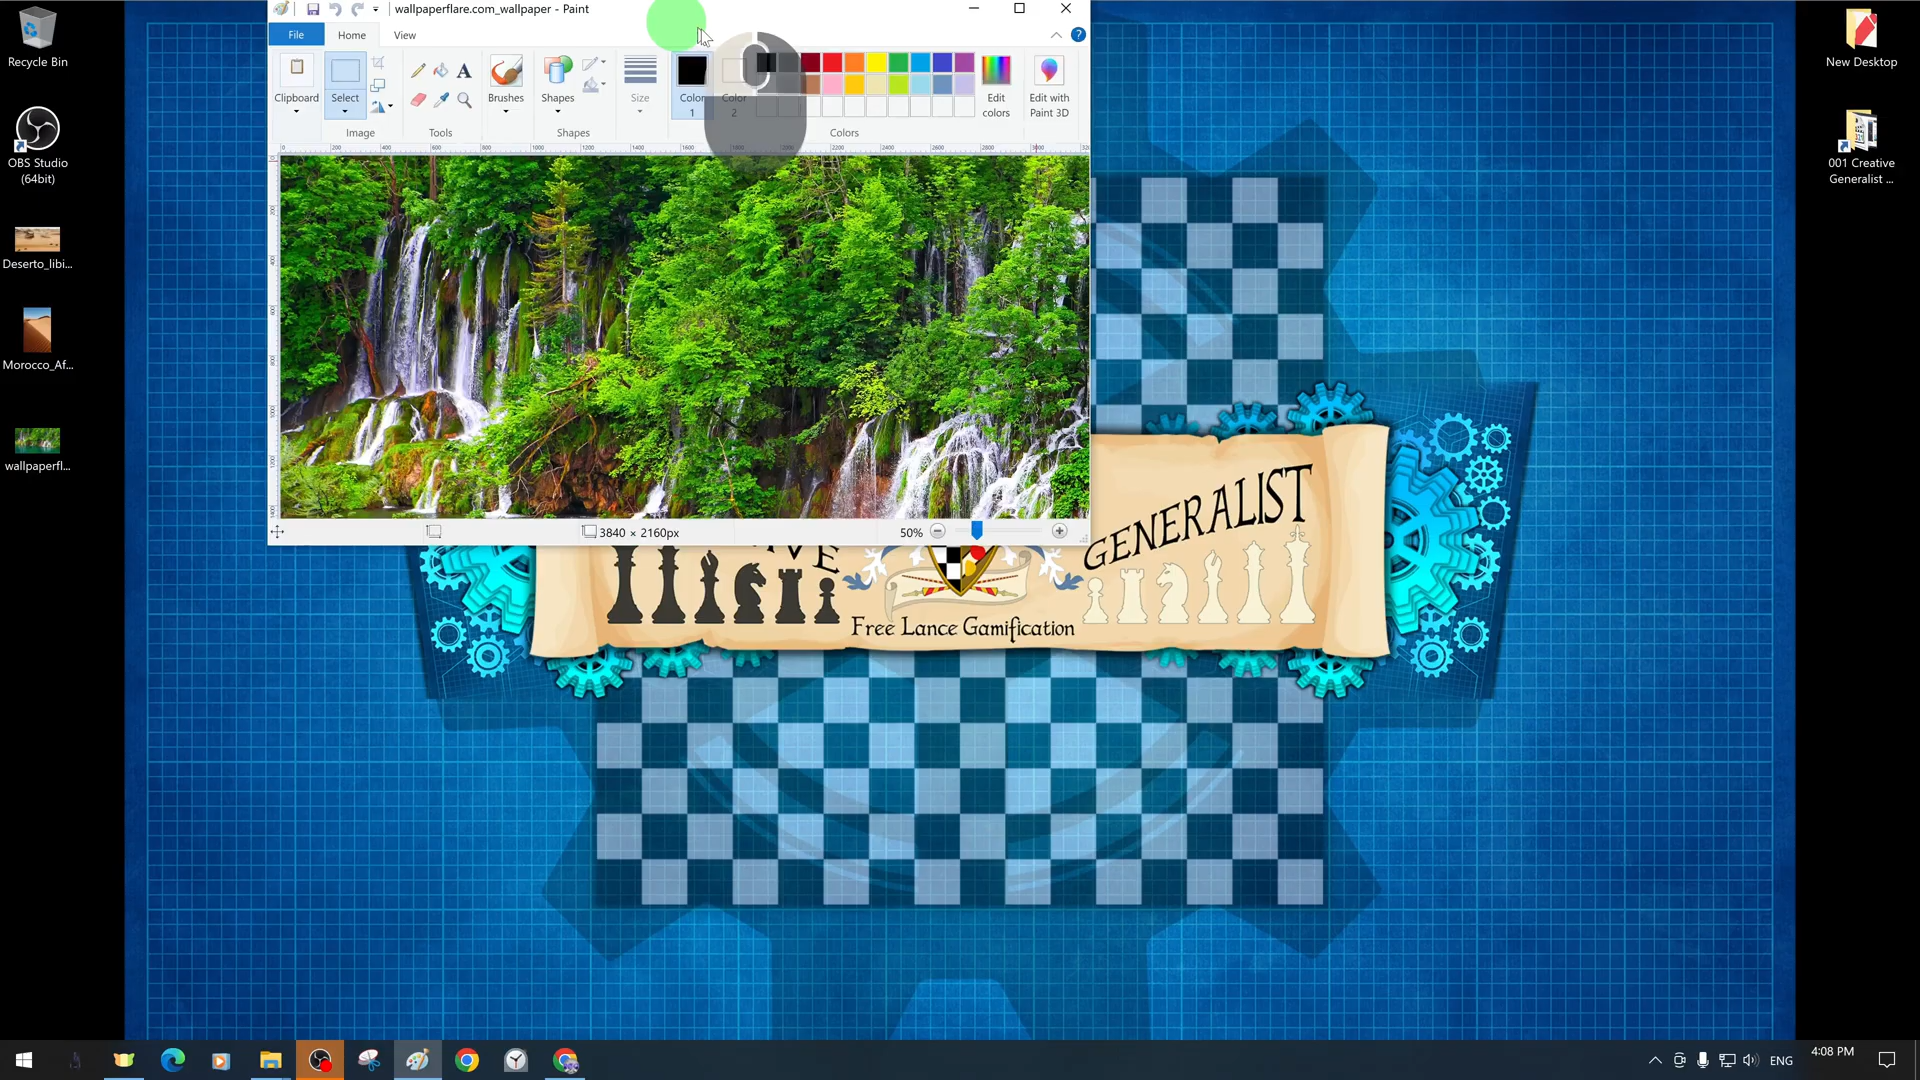 wallpaperflare.com_wallpaper - Paint
File
Home
View
Clipboard
Select
Image
Tools
Brushes
Shapes
Shapes
Size
Color
1
Color
2
Colors
Edit
colors
Edit with
Paint 3D
3840 × 2160px
50%
Recycle Bin
OBS Studio
(64bit)
Deserto_libi...
Morocco_Af...
wallpaperfl...
New Desktop
001 Creative
Generalist ...
GENERALIST
Free Lance Gamification
ENG
4:08 PM